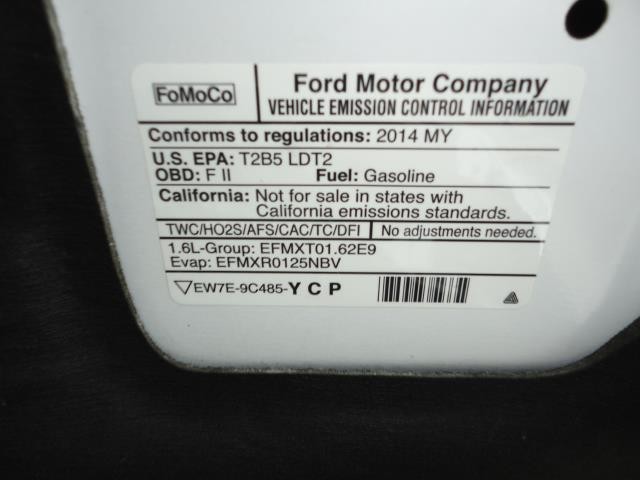 FoMoCo
Ford Motor Company
VEHICLE EMISSION CONTROL INFORMATION
Conforms to regulations: 2014 MY
U.S. EPA: T2B5 LDT2
OBD: F II Fuel: Gasoline
California: Not for sale in states with
California emissions standards.
TWC/HO2S/AFS/CAC/TC/DFI No adjustments needed.
1.6L-Group: EFMXT01.62E9
Evap: EFMXR0125NBV
EW7E-9C485-Y C P